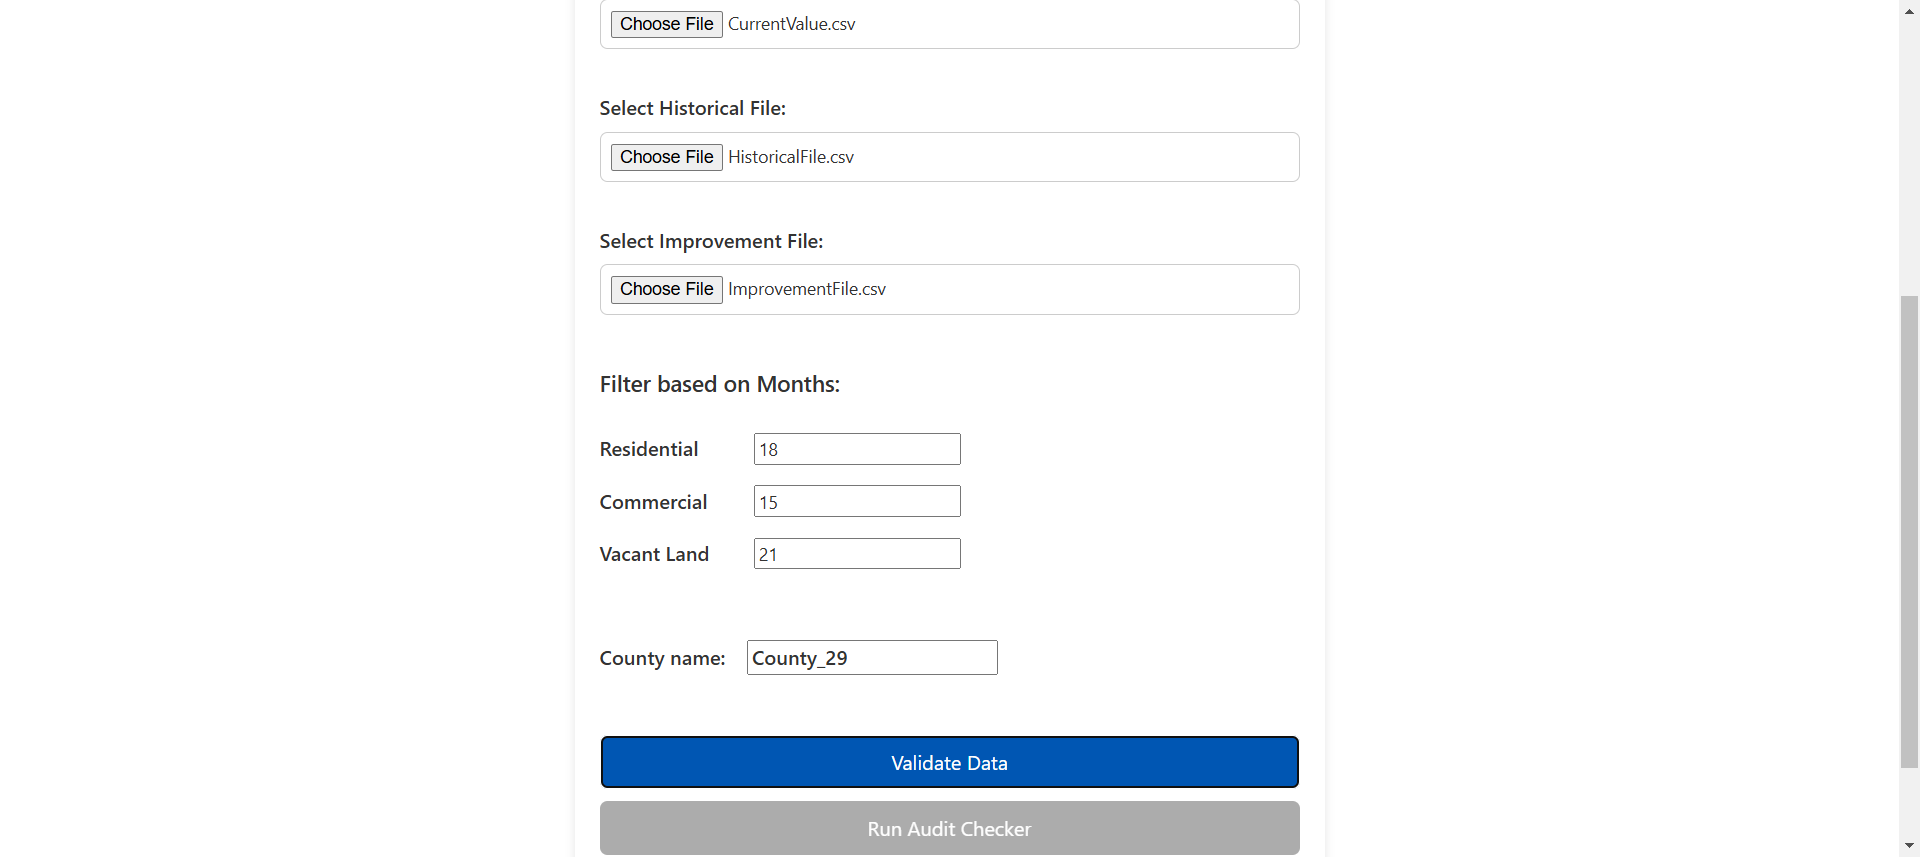 Choose File CurrentValue.csv
Select Historical File:
Choose File HistoricalFile.csv
Select Improvement File:
Choose File ImprovementFile.csv
Filter based on Months:
Residential 18
Commercial 15
Vacant Land 21
County name: County_29
Validate Data
Run Audit Checker